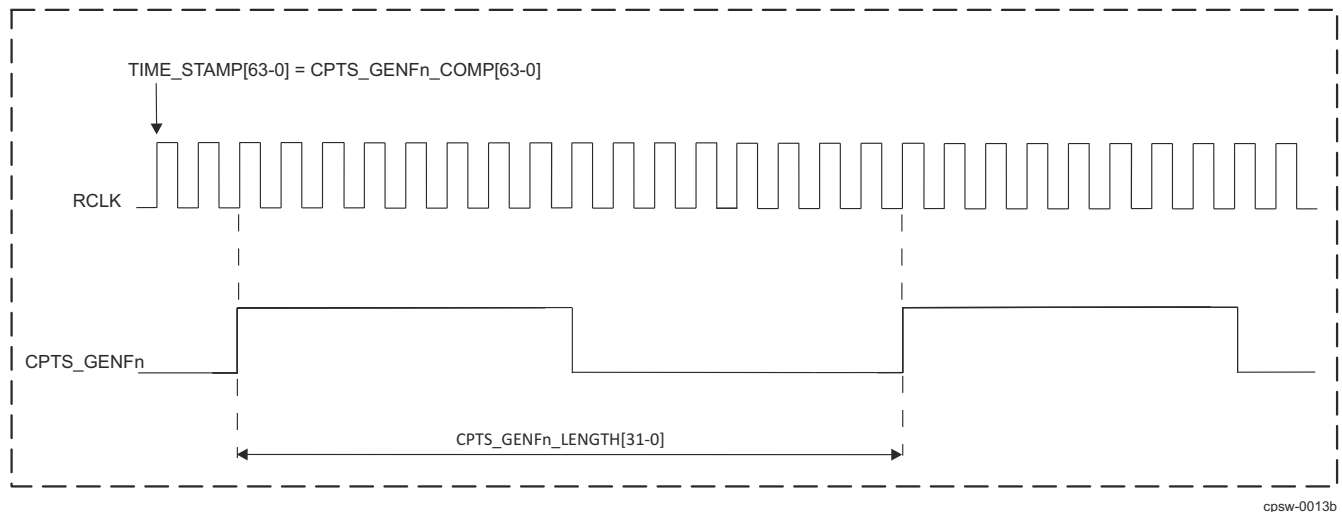 TIME_STAMP[63-0] = CPTS_GENFn_COMP[63-0]
RCLK
CPTS_GENFn
CPTS_GENFn_LENGTH[31-0]
cpsw-0013b